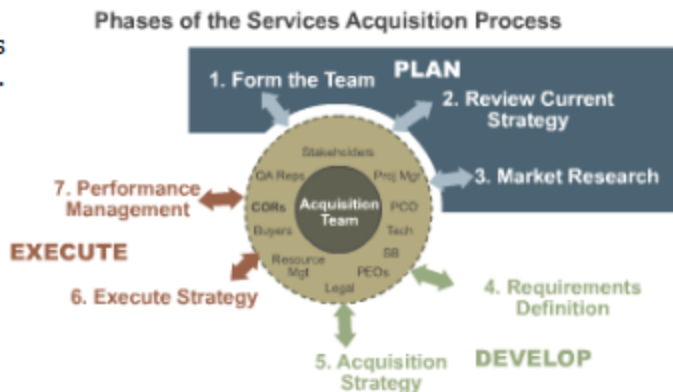 Phases of the Services Acquisition Process
s
.
PLAN
1. Form the Team
2. Review Current
Strategy
3. Market Research
Stakeholders
QA Reps
Proj Mgr
7. Performance
Management
CORs
Acquisition
Team
PCO
Buyers
Tech
EXECUTE
SB
Resource
Mgt
PEOs
Legal
6. Execute Strategy
4. Requirements
Definition
5. Acquisition
Strategy
DEVELOP